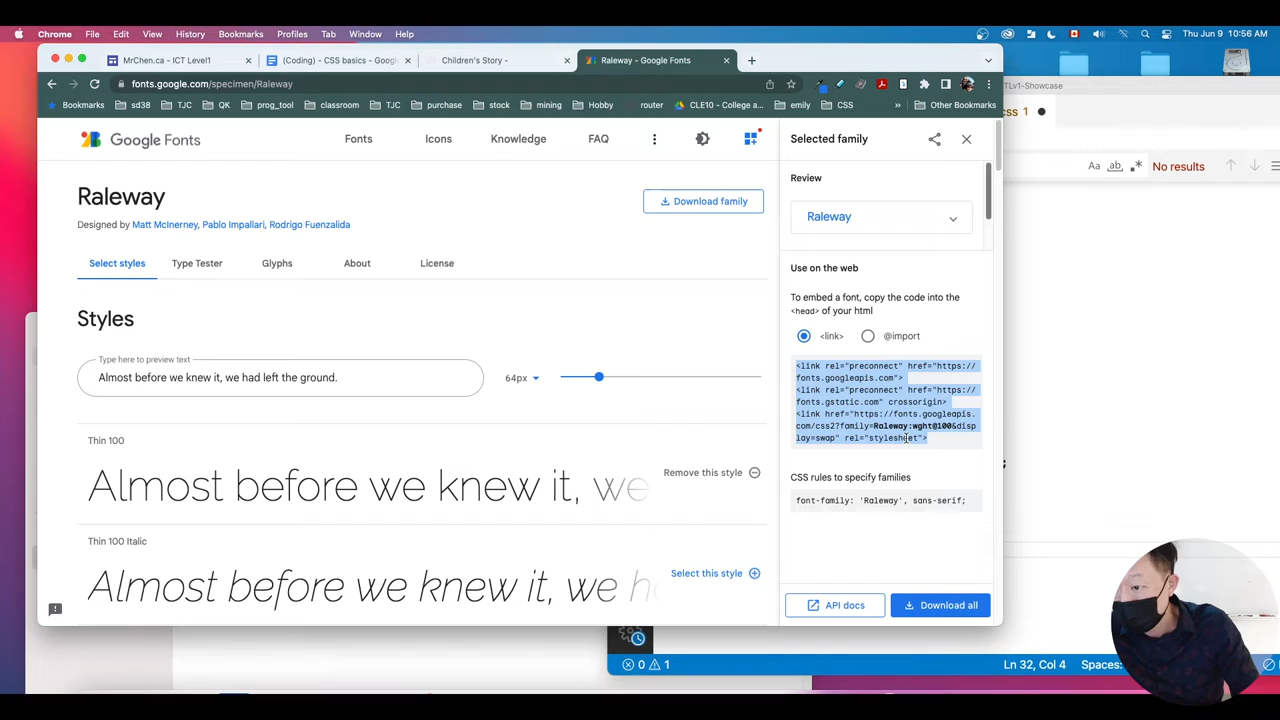 Chrome File Edit View History Bookmarks Profiles Tab Window Help
Thu Jun 9 10:56 AM
MrChen.ca - ICT Level1
(Coding) - CSS basics - Google
Children's Story -
Raleway - Google Fonts
fonts.google.com/specimen/Raleway
Bookmarks sd38 TJC QK prog_tool classroom TJC purchase stock mining Hobby router CLE10 - College a emily CSS » Other Bookmarks
TLv1-Showcase
css 1
Aa ab No results
Google Fonts
Fonts Icons Knowledge FAQ
Raleway
Download family
Designed by Matt McInerney, Pablo Impallari, Rodrigo Fuenzalida
Select styles Type Tester Glyphs About License
Styles
Type here to preview text
Almost before we knew it, we had left the ground.
64px
Thin 100
Almost before we knew it, we
Remove this style
Thin 100 Italic
Almost before we knew it, we h
Select this style
Selected family
Review
Raleway
Use on the web
To embed a font, copy the code into the
<head> of your html
<link> @import
<link rel="preconnect" href="https://
fonts.googleapis.com">
<link rel="preconnect" href="https://
fonts.gstatic.com" crossorigin>
<link href="https://fonts.googleapis.
com/css2?family=Raleway:wght@100&disp
lay=swap" rel="stylesheet">
CSS rules to specify families
font-family: 'Raleway', sans-serif;
API docs
Download all
0 1
Ln 32, Col 4 Spaces: